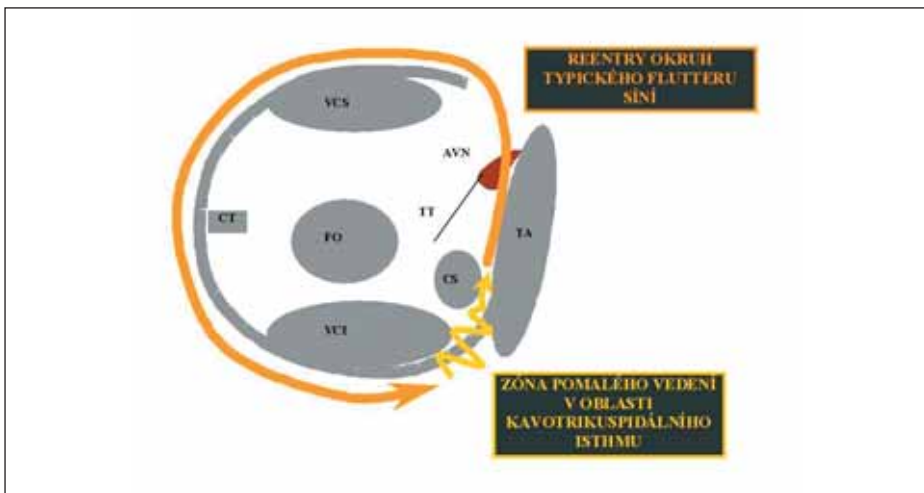 REENTRY OKRUH
TYPICKÉHO FLUTTERU
SÍNÍ
VCS
AVN
TT
CT
FO
TA
CS
VCI
ZÓNA POMALÉHO VEDENÍ
V OBLASTI
KAVOTRIKUSPIDÁLNÍHO
ISTHMU